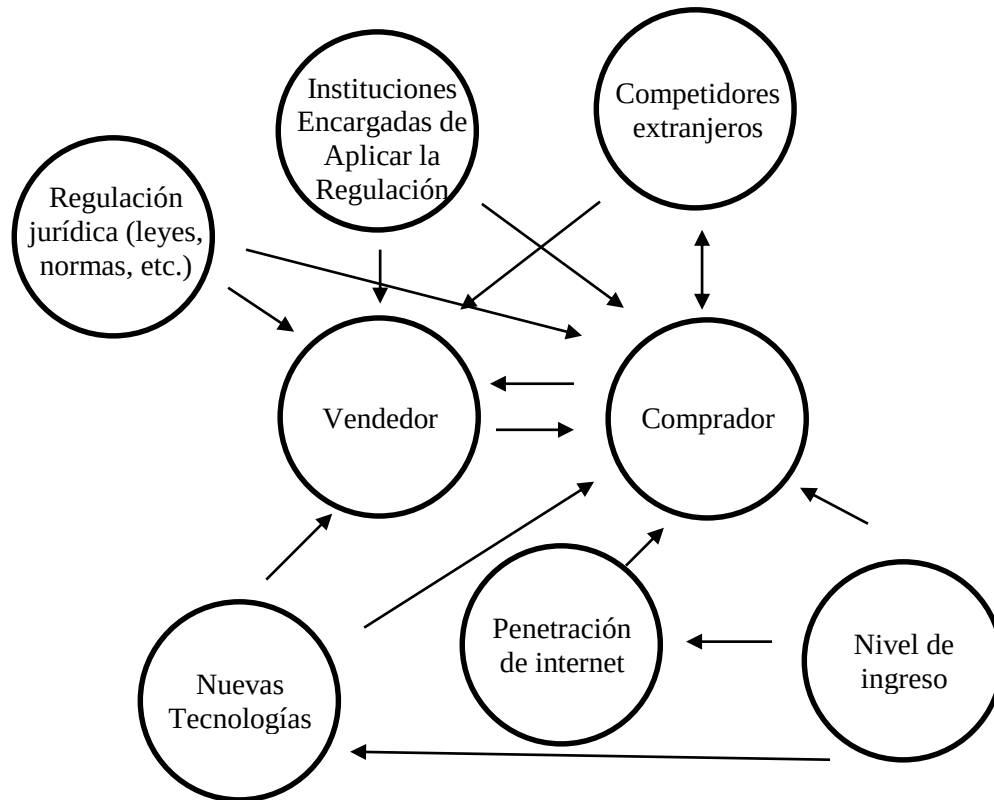 Instituciones
Encargadas de
Aplicar la
Regulación
Competidores
extranjeros
Regulación
jurídica (leyes,
normas, etc.)
Vendedor
Comprador
Penetración
de internet
Nivel de
ingreso
Nuevas
Tecnologías